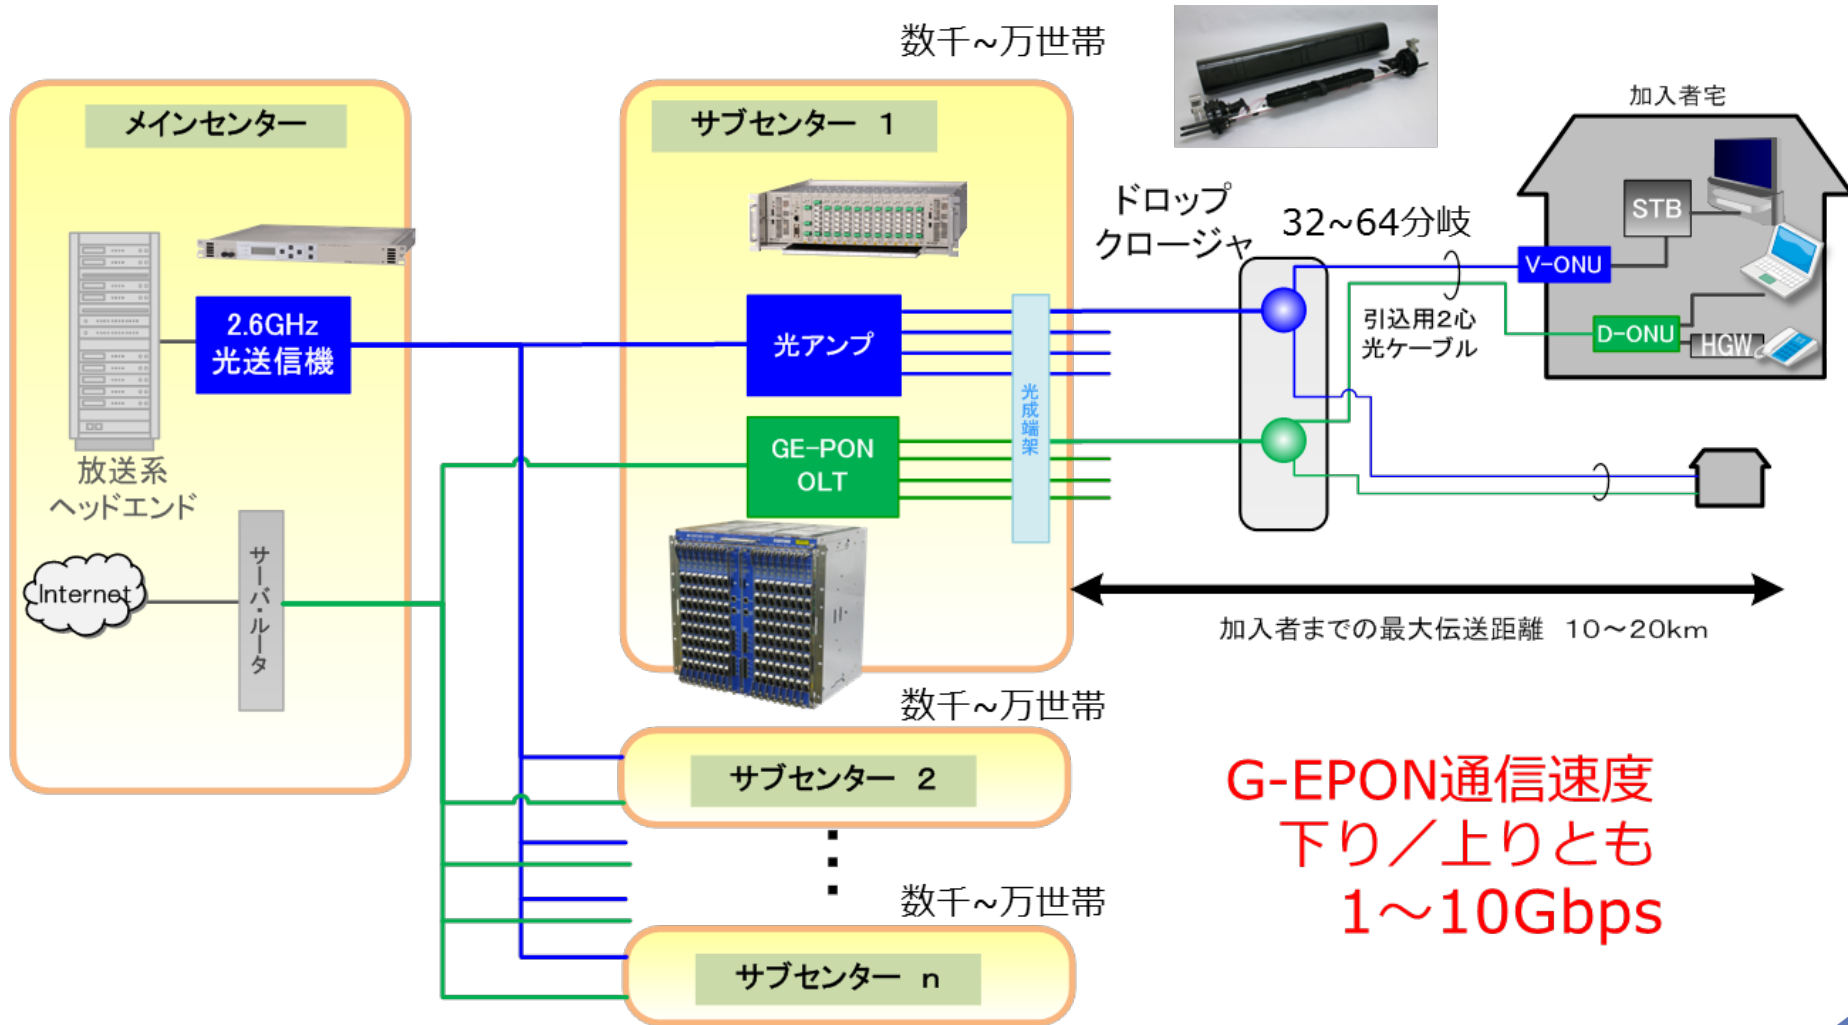 数千~万世帯
メインセンター
サブセンター 1
加入者宅
ドロップ
クロージャ
32~64分岐
STB
V-ONU
2.6GHz
光送信機
光アンプ
引込用2心
光ケーブル
D-ONU
HGW
光成端架
GE-PON
OLT
放送系
ヘッドエンド
サーバ・ルータ
Internet
加入者までの最大伝送距離 10～20km
数千~万世帯
サブセンター 2
G-EPON通信速度
下り／上りとも
1～10Gbps
数千~万世帯
サブセンター n